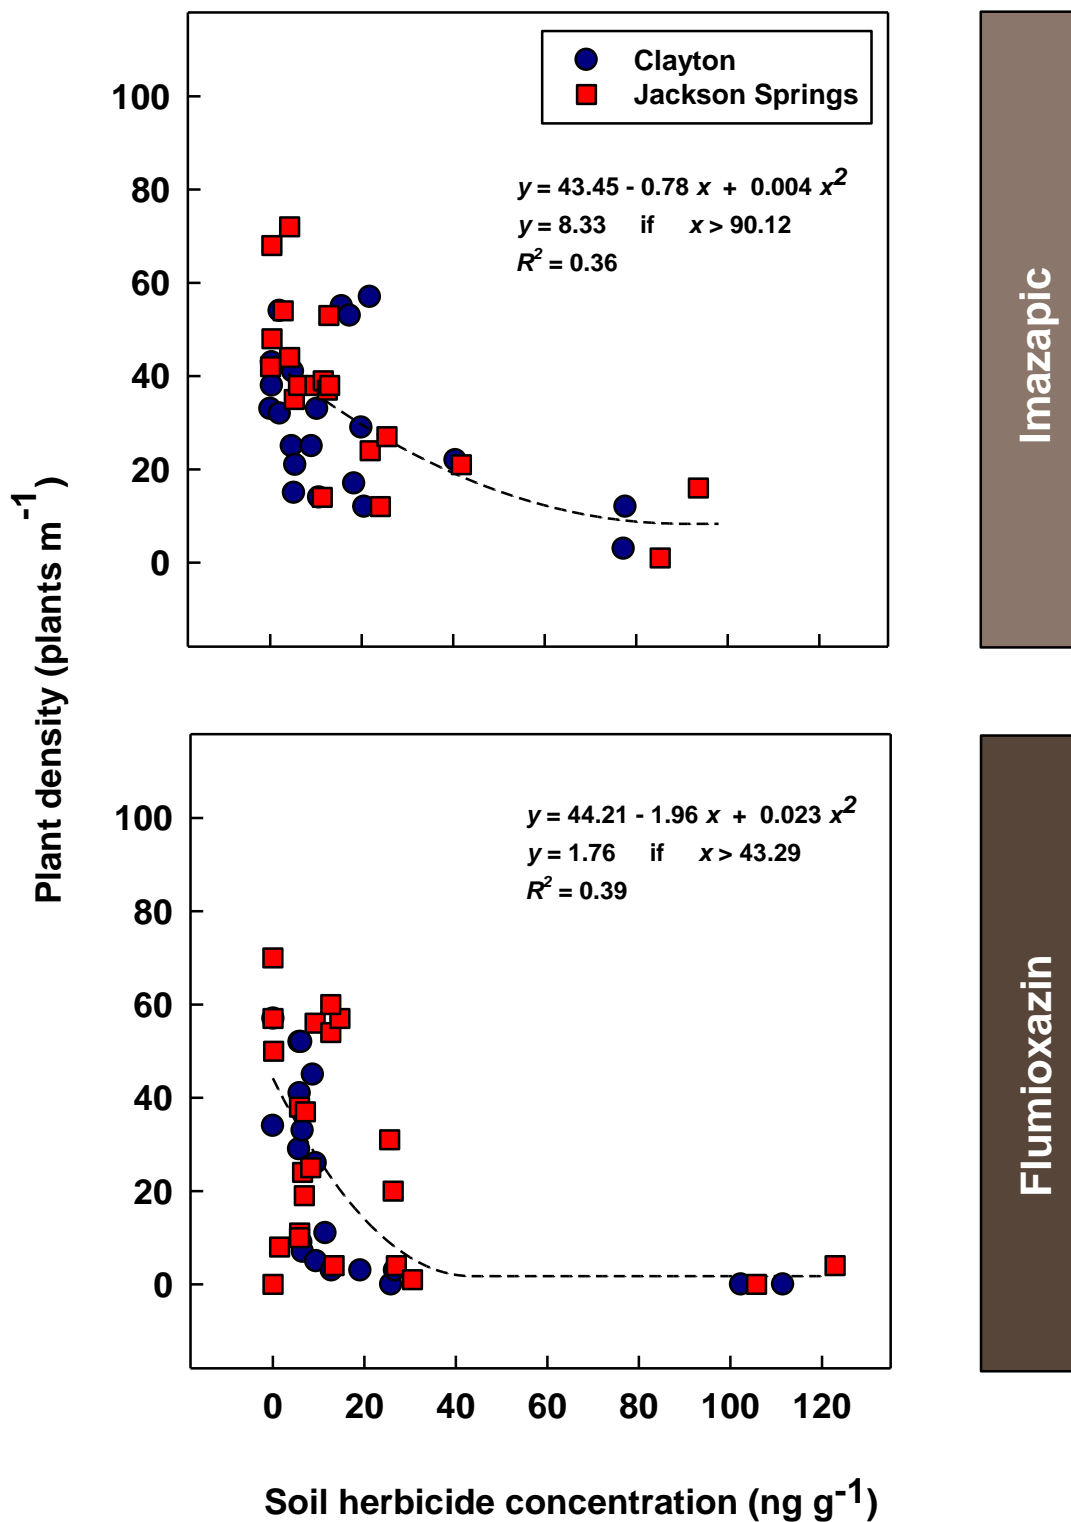 Clayton
Jackson Springs
100
80
60
40
20
0
y = 43.45 - 0.78 x + 0.004 x²
y = 8.33 if x > 90.12
R² = 0.36
Imazapic
Plant density (plants m⁻¹)
100
80
60
40
20
0
y = 44.21 - 1.96 x + 0.023 x²
y = 1.76 if x > 43.29
R² = 0.39
Flumioxazin
0 20 40 60 80 100 120
Soil herbicide concentration (ng g⁻¹)